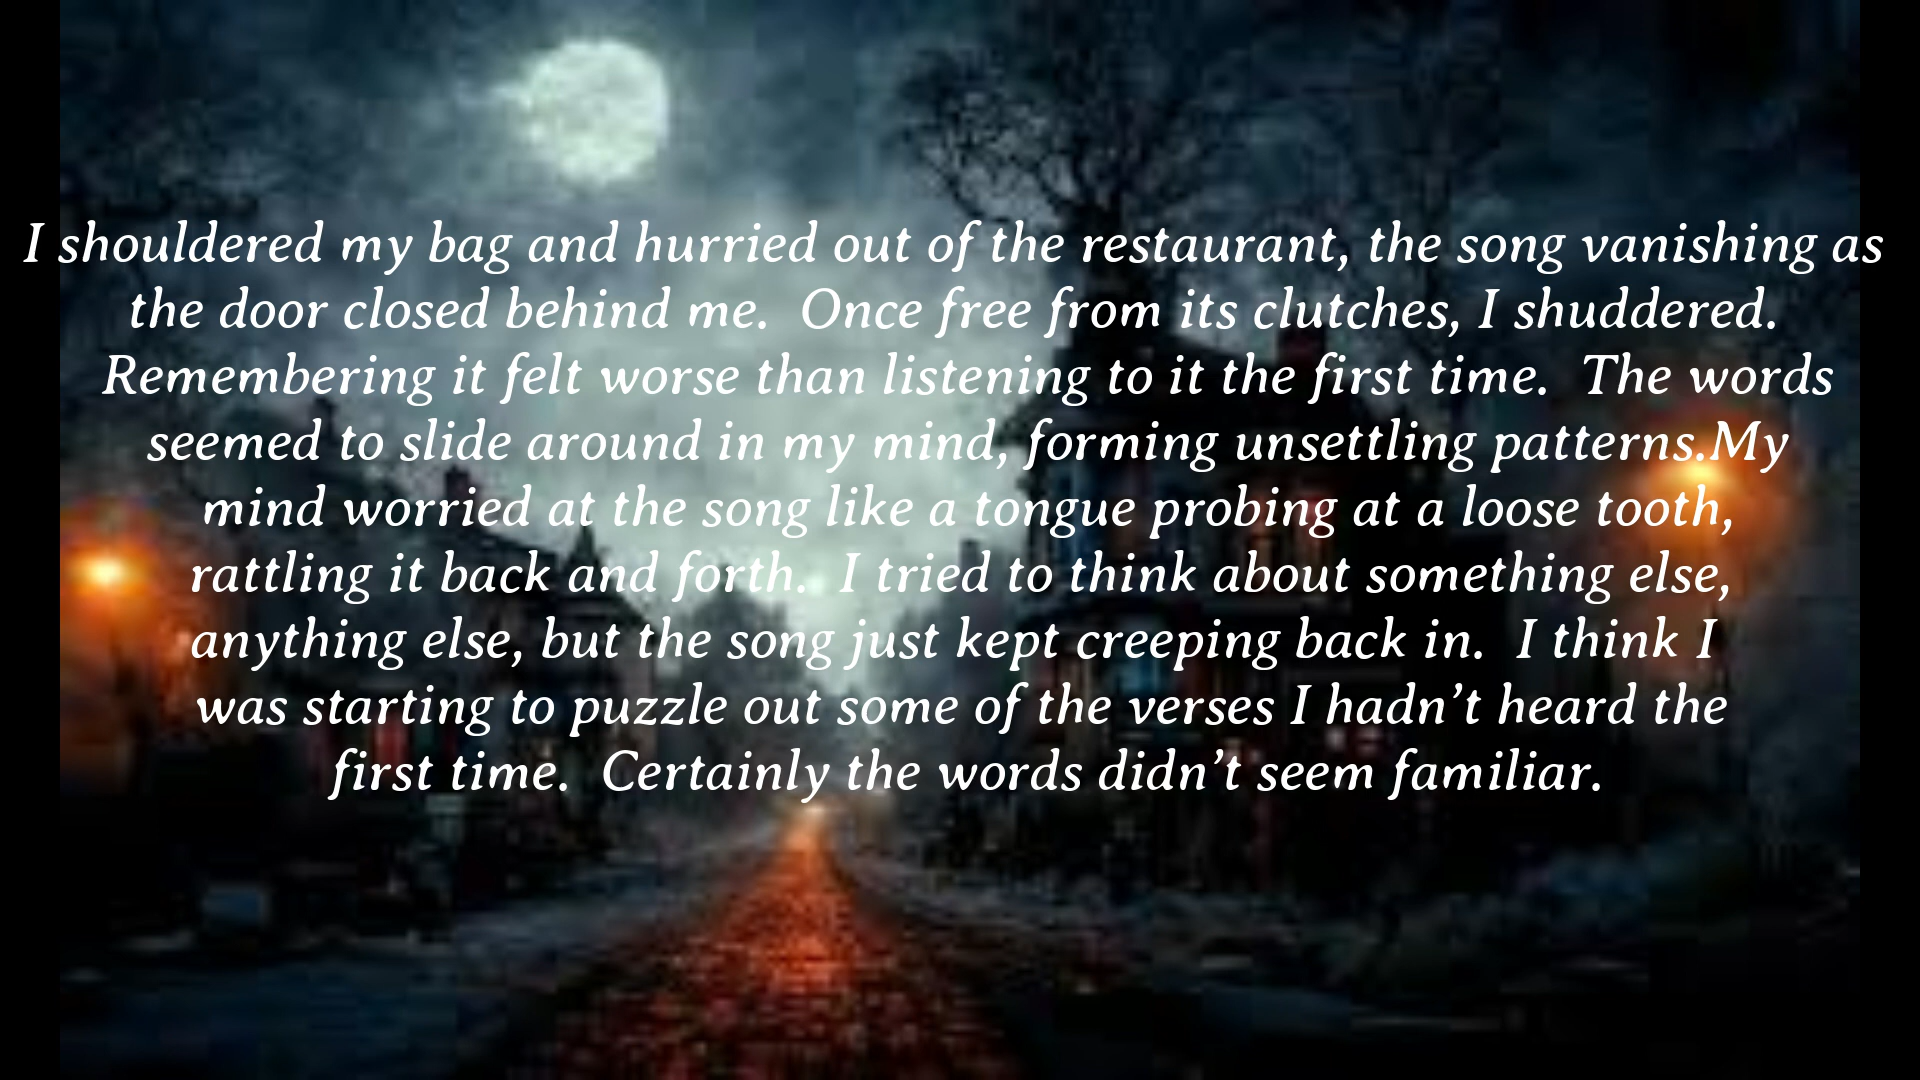 I shouldered my bag and hurried out of the restaurant, the song vanishing as
the door closed behind me.  Once free from its clutches, I shuddered.
Remembering it felt worse than listening to it the first time.  The words
seemed to slide around in my mind, forming unsettling patterns.My
mind worried at the song like a tongue probing at a loose tooth,
rattling it back and forth.  I tried to think about something else,
anything else, but the song just kept creeping back in.  I think I
was starting to puzzle out some of the verses I hadn’t heard the
first time.  Certainly the words didn’t seem familiar.